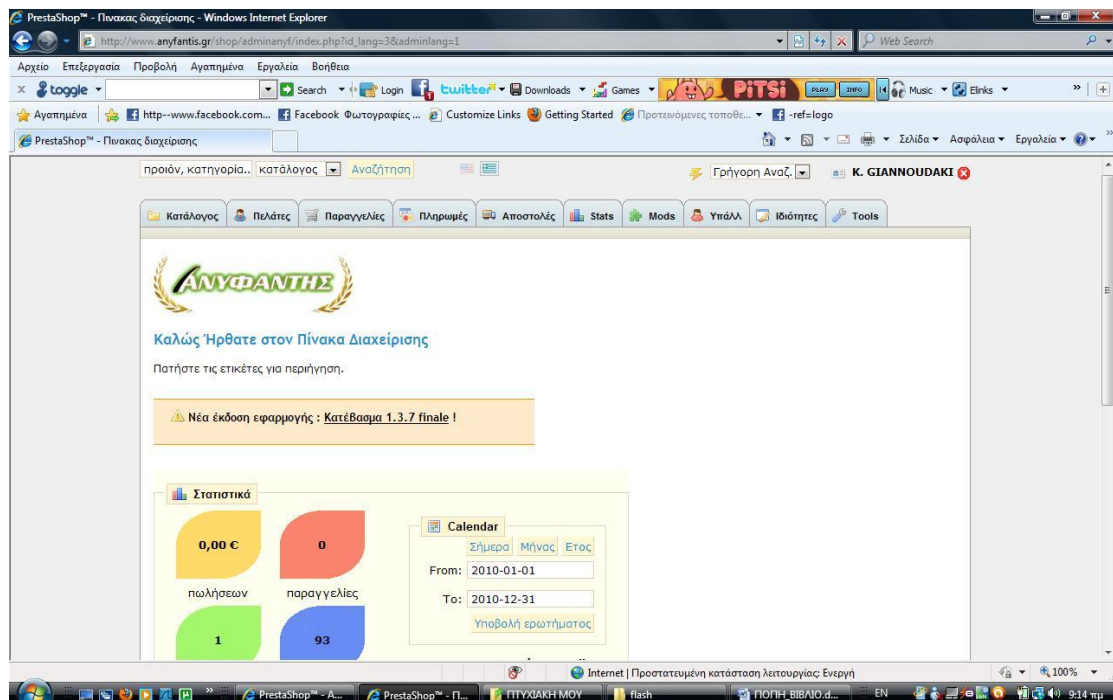 PrestaShop™ - Πινακας διαχείρισης - Windows Internet Explorer
http://www.anyfantis.gr/shop/adminanyf/index.php?id_lang=3&adminlang=1
Web Search
Αρχείο Επεξεργασία Προβολή Αγαπημένα Εργαλεία Βοήθεια
x toggle Search Login twitter Downloads Games PiTSi PLAY INFO Music Elinks »
Αγαπημένα http--www.facebook.com... Facebook Φωτογραφίες ... Customize Links Getting Started Προτεινόμενες τοποθε... -ref=logo
PrestaShop™ - Πινακας διαχείρισης Σελίδα Ασφάλεια Εργαλεία »
προιόν, κατηγορία.. κατάλογος Αναζήτηση Γρήγορη Αναζ. K. GIANNOUDAKI
Κατάλογος Πελάτες Παραγγελίες Πληρωμές Αποστολές Stats Mods Υπάλλ Ιδιότητες Tools
ΑΝΥΦΑΝΤΗΣ
Καλώς Ήρθατε στον Πίνακα Διαχείρισης
Πατήστε τις ετικέτες για περιήγηση.
Νέα έκδοση εφαρμογής : Κατέβασμα 1.3.7 finale !
Στατιστικά
0,00 €
0
πωλήσεων
παραγγελίες
1
93
Calendar
Σήμερα Μήνας Ετος
From: 2010-01-01
To: 2010-12-31
Υποβολή ερωτήματος
Internet | Προστατευμένη κατάσταση λειτουργίας: Ενεργή 100%
» PrestaShop™ - A... PrestaShop™ - Π... ΠΤΥΧΙΑΚΗ ΜΟΥ flash ΠΟΠΗ_ΒΙΒΛΙΟ.d... EN 9:14 πμ